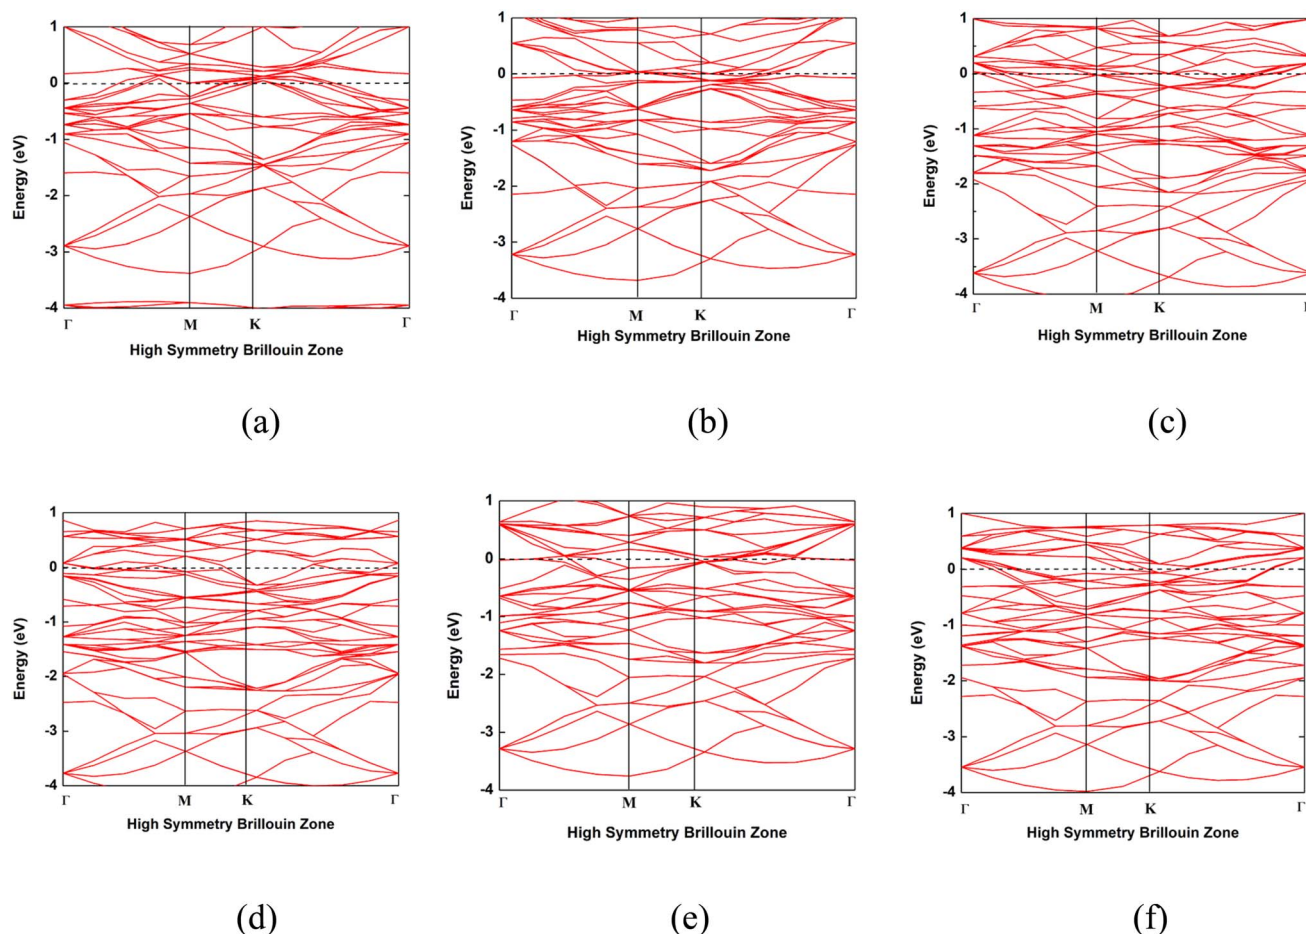 1
0
-1
-2
-3
-4
Energy (eV)
Γ M K Γ
High Symmetry Brillouin Zone
(a)
1
0
-1
-2
-3
-4
Energy (eV)
Γ M K Γ
High Symmetry Brillouin Zone
(b)
1
0
-1
-2
-3
-4
Energy (eV)
Γ M K Γ
High Symmetry Brillouin Zone
(c)
1
0
-1
-2
-3
-4
Energy (eV)
Γ M K Γ
High Symmetry Brillouin Zone
(d)
1
0
-1
-2
-3
-4
Energy (eV)
Γ M K Γ
High Symmetry Brillouin Zone
(e)
1
0
-1
-2
-3
-4
Energy (eV)
Γ M K Γ
High Symmetry Brillouin Zone
(f)